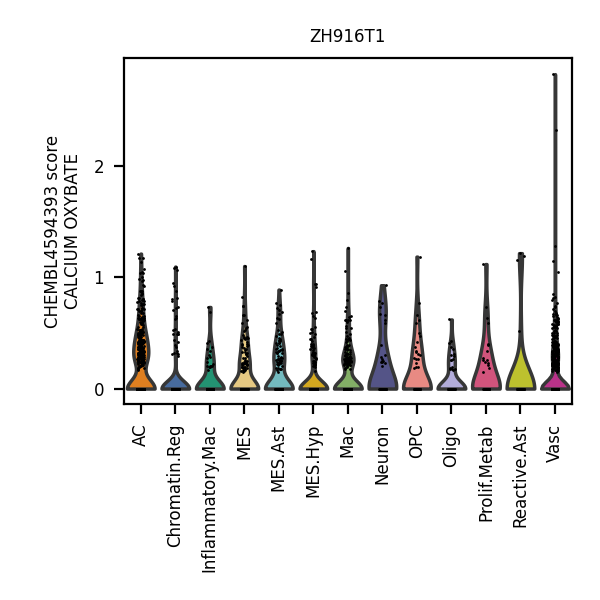 ZH916T1
CHEMBL4594393 score
CALCIUM OXYBATE
2
1
0
AC
Chromatin.Reg
Inflammatory.Mac
MES
MES.Ast
MES.Hyp
Mac
Neuron
OPC
Oligo
Prolif.Metab
Reactive.Ast
Vasc